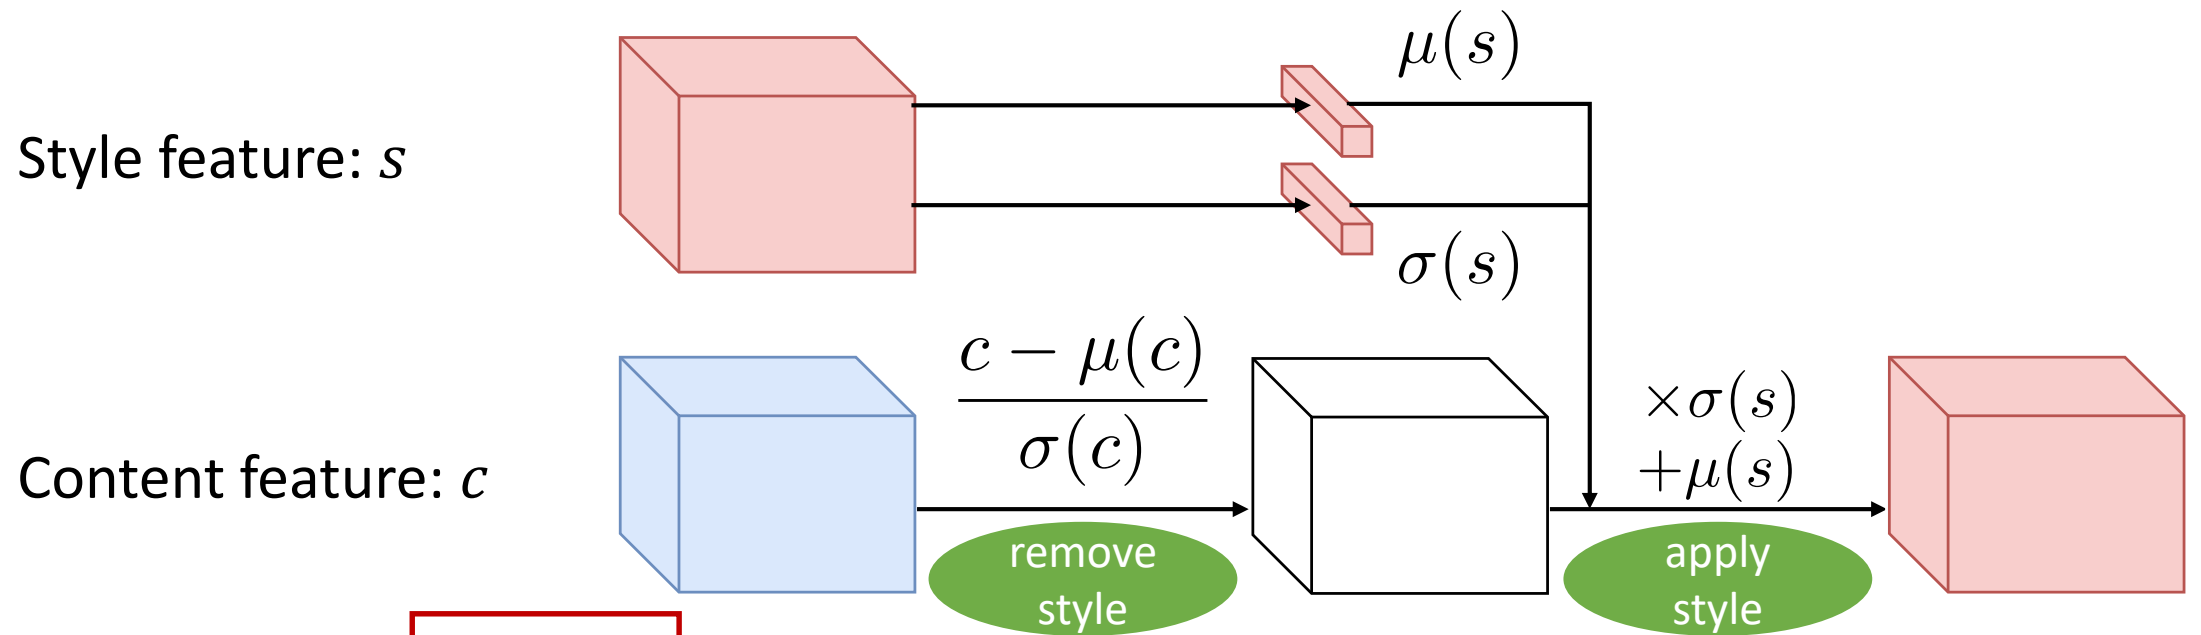 μ(s)
Style feature: s
σ(s)
c − μ(c)
σ(c)
×σ(s)
+μ(s)
Content feature: c
remove
style
apply
style